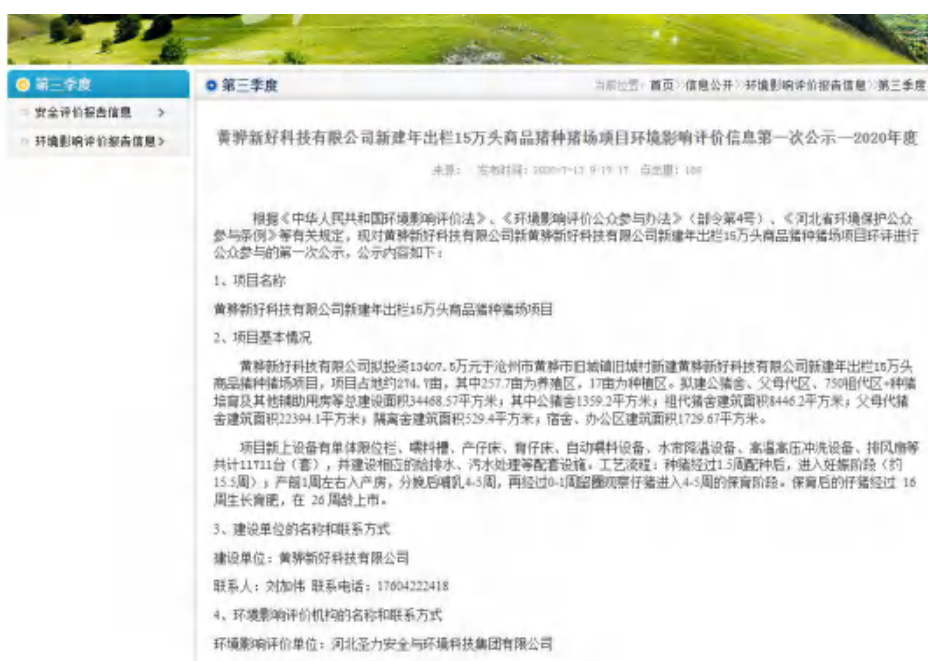 第三季度
安全评价报告信息 >
环境影响评价报告信息>
第三季度
当前位置：首页>>信息公开>>环境影响评价报告信息>>第三季度
黄骅新好科技有限公司新建年出栏15万头商品猪种猪场项目环境影响评价信息第一次公示—2020年度
来源： 发布时间：2020-7-13 9:17:17 点击量：169
根据《中华人民共和国环境影响评价法》、《环境影响评价公众参与办法》（部令第4号）、《河北省环境保护公众
参与条例》等有关规定，现对黄骅新好科技有限公司新黄骅新好科技有限公司新建年出栏15万头商品猪种猪场项目环评进行
公众参与的第一次公示，公示内容如下：
1、项目名称
黄骅新好科技有限公司新建年出栏15万头商品猪种猪场项目
2、项目基本情况
黄骅新好科技有限公司拟投资13407.5万元于沧州市黄骅市旧城镇旧城村新建黄骅新好科技有限公司新建年出栏15万头
商品猪种猪场项目，项目占地约274.7亩，其中257.7亩为养殖区，17亩为种植区。拟建公猪舍、父母代区、750祖代区+种猪
培育及其他辅助用房等总建设面积34468.57平方米；其中公猪舍1359.2平方米；祖代猪舍建筑面积8446.2平方米；父母代猪
舍建筑面积22394.1平方米；隔离舍建筑面积529.4平方米；宿舍、办公区建筑面积1729.67平方米。
项目新上设备有单体限位栏、喂料槽、产仔床、育仔床、自动喂料设备、水帘降温设备、高温高压冲洗设备、排风扇等
共计11711台（套），并建设相应的给排水、污水处理等配套设施。工艺流程：种猪经过1.5周配种后，进入妊娠阶段（约
15.5周）；产前1周左右入产房，分娩后哺乳4-5周，再经过0-1周留圈观察仔猪进入4-5周的保育阶段。保育后的仔猪经过 16
周生长育肥，在 26 周龄上市。
3、建设单位的名称和联系方式
建设单位：黄骅新好科技有限公司
联系人：刘加伟 联系电话：17604222418
4、环境影响评价机构的名称和联系方式
环境影响评价单位：河北圣力安全与环境科技集团有限公司